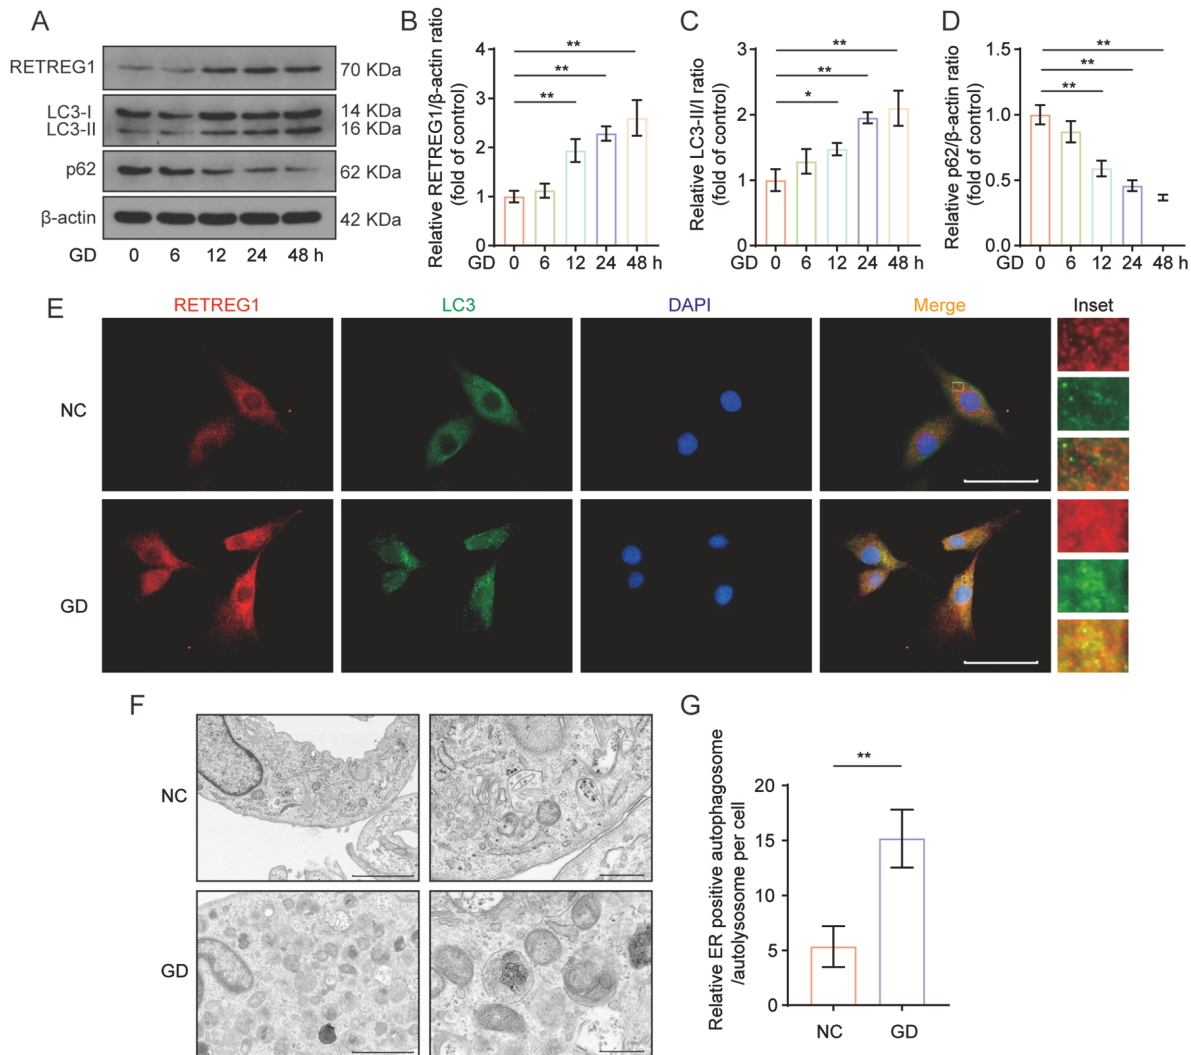 A
RETREG1
70 KDa
LC3-I
14 KDa
LC3-II
16 KDa
p62
62 KDa
β-actin
42 KDa
GD 0 6 12 24 48 h
B
Relative RETREG1/β-actin ratio
(fold of control)
4
3
2
1
0
**
**
**
GD 0 6 12 24 48 h
C
Relative LC3-II/I ratio
(fold of control)
3
2
1
0
**
**
*
GD 0 6 12 24 48 h
D
Relative p62/β-actin ratio
(fold of control)
1.5
1.0
0.5
0.0
**
**
**
GD 0 6 12 24 48 h
E
RETREG1 LC3 DAPI Merge Inset
NC
GD
F
NC
GD
G
Relative ER positive autophagosome
/autolysosome per cell
20
15
10
5
0
**
NC GD